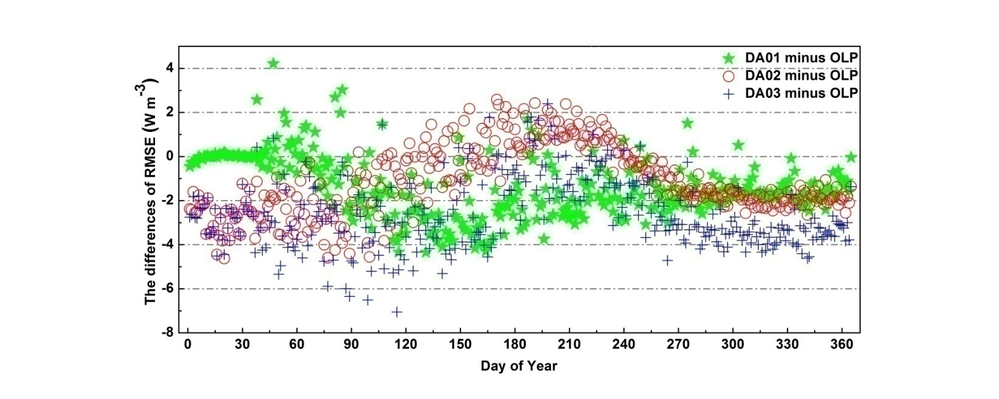 DA01 minus OLP
DA02 minus OLP
DA03 minus OLP
4
2
0
-2
-4
-6
-8
The differences of RMSE (W m-3)
0 30 60 90 120 150 180 210 240 270 300 330 360
Day of Year